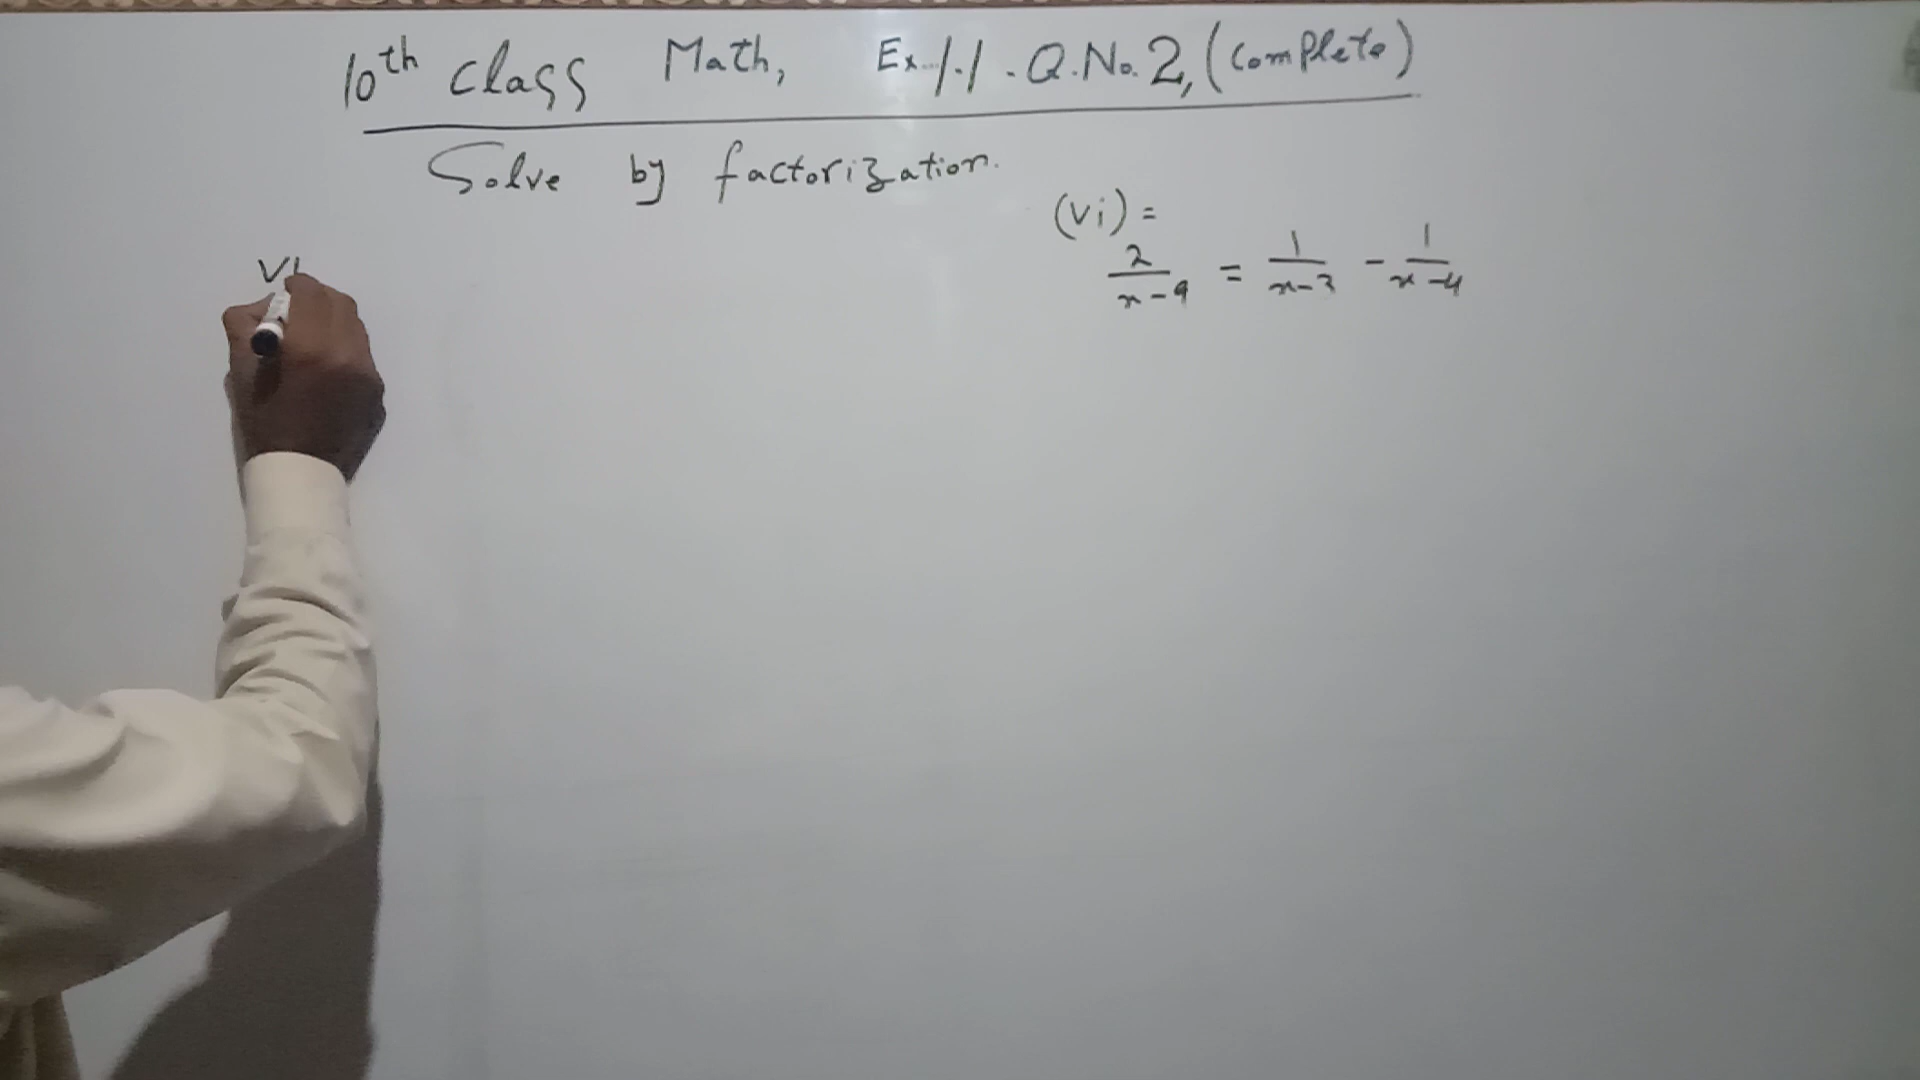 10th class Math, Ex. 1.1. Q.No.2, (Complete)
Solve by factorization.
(vi) =
2/x-9 = 1/x-3 - 1/x-4
vi